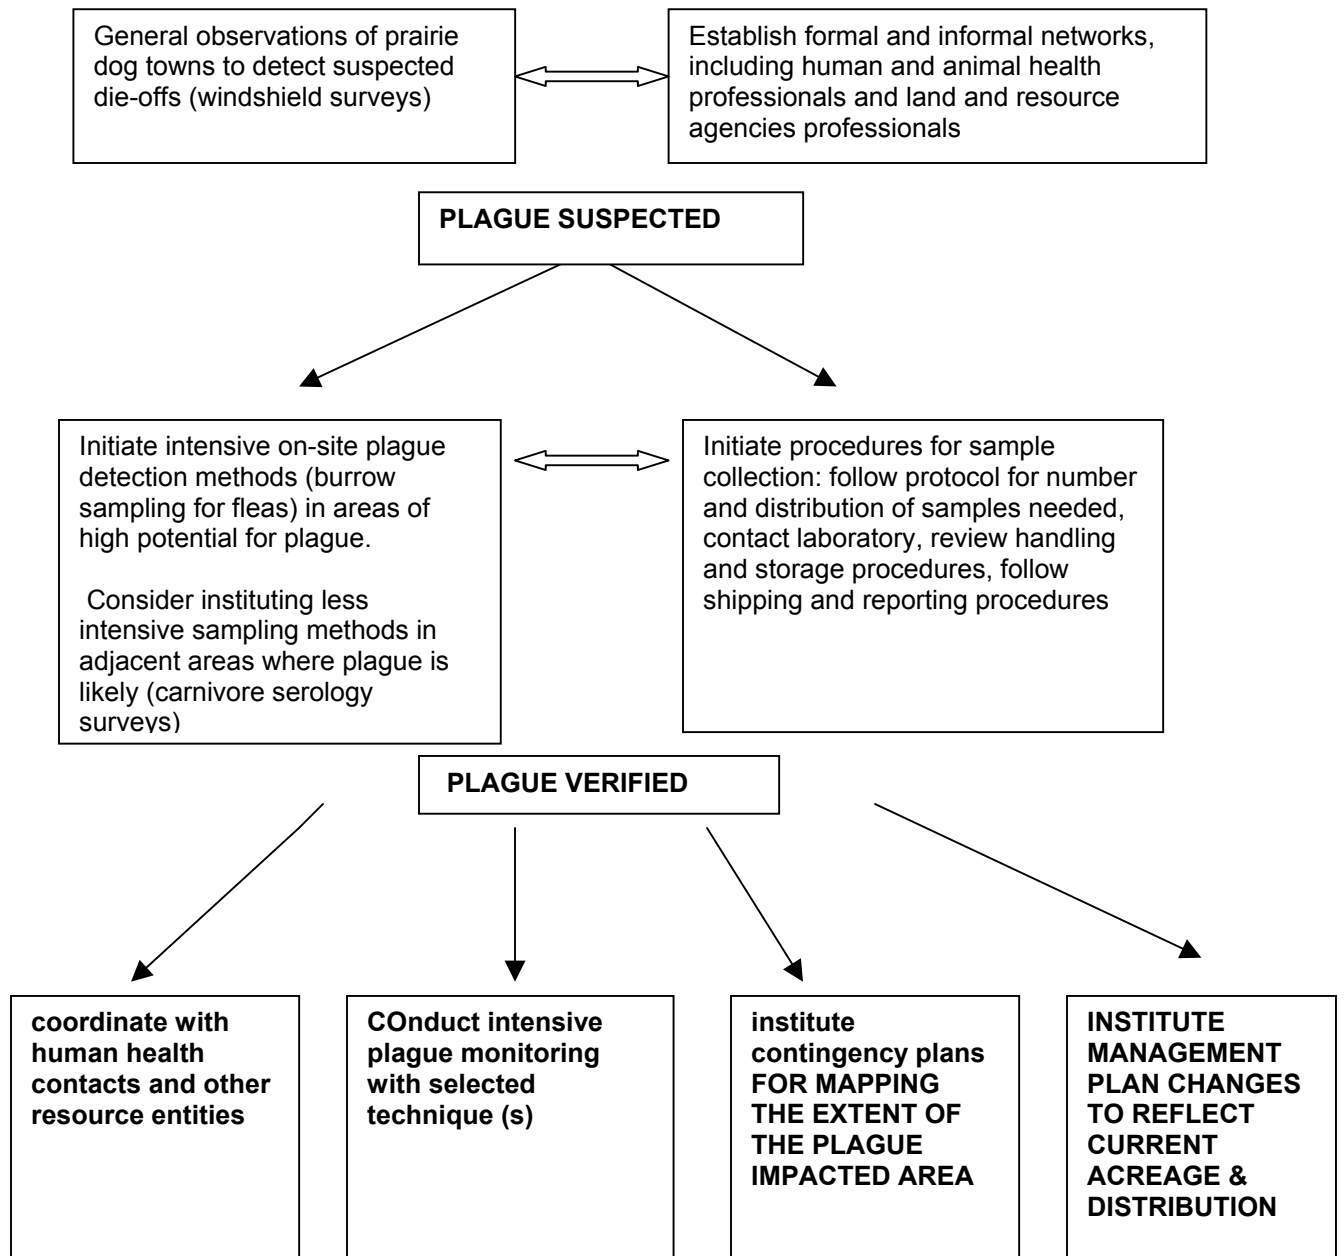 General observations of prairie
dog towns to detect suspected
die-offs (windshield surveys)
Establish formal and informal networks,
including human and animal health
professionals and land and resource
agencies professionals
PLAGUE SUSPECTED
Initiate intensive on-site plague
detection methods (burrow
sampling for fleas) in areas of
high potential for plague.
Consider instituting less
intensive sampling methods in
adjacent areas where plague is
likely (carnivore serology
surveys)
Initiate procedures for sample
collection: follow protocol for number
and distribution of samples needed,
contact laboratory, review handling
and storage procedures, follow
shipping and reporting procedures
PLAGUE VERIFIED
coordinate with
human health
contacts and other
resource entities
COnduct intensive
plague monitoring
with selected
technique (s)
institute
contingency plans
FOR MAPPING
THE EXTENT OF
THE PLAGUE
IMPACTED AREA
INSTITUTE
MANAGEMENT
PLAN CHANGES
TO REFLECT
CURRENT
ACREAGE &
DISTRIBUTION